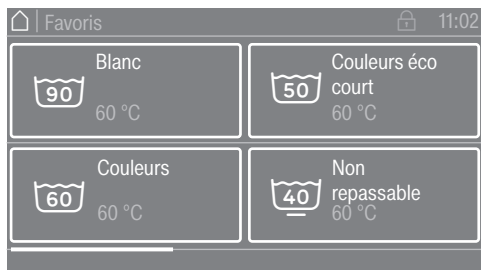 Favoris
11:02
Blanc
90
60 °C
Couleurs éco
court
50
60 °C
Couleurs
60
60 °C
Non
repassable
40
60 °C